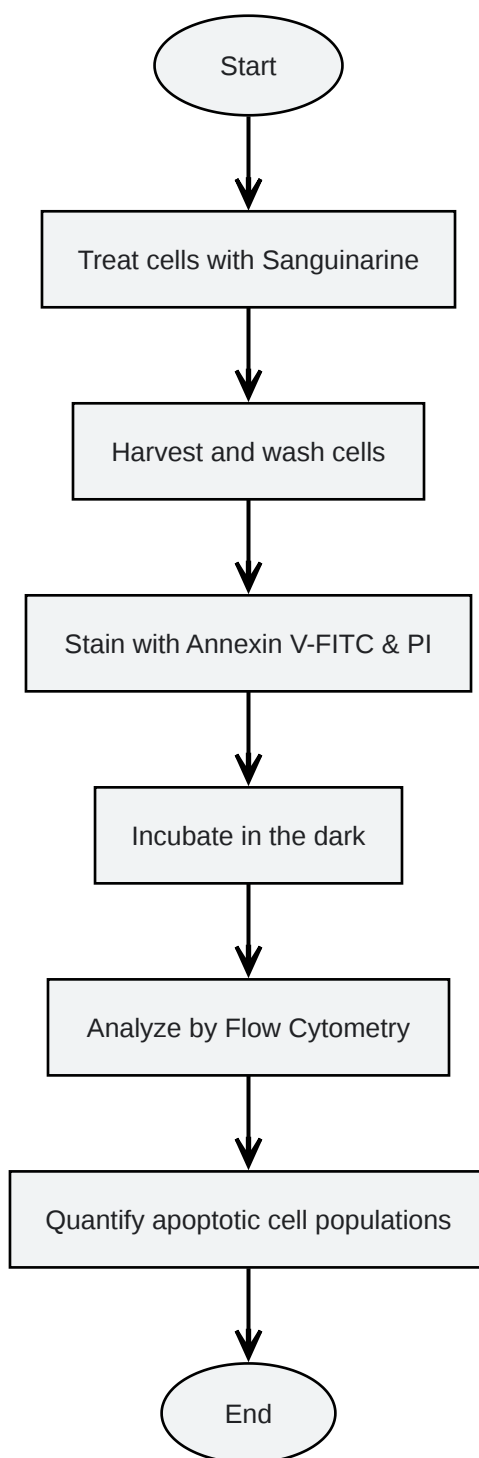 Start
Treat cells with Sanguinarine
Harvest and wash cells
Stain with Annexin V-FITC & PI
Incubate in the dark
Analyze by Flow Cytometry
Quantify apoptotic cell populations
End